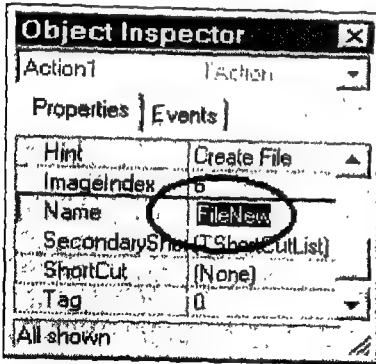 Object Inspector
Action1 TAction
Properties Events
Hint Create File
ImageIndex 6
Name FileNew
SecondaryShor (TShortCutList)
ShortCut (None)
Tag 0
All shown